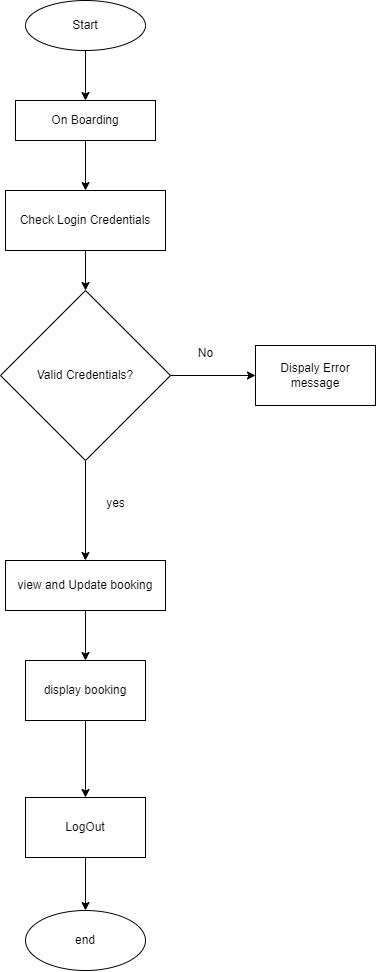 Start
On Boarding
Check Login Credentials
Valid Credentials?
No
Dispaly Error
message
yes
view and Update booking
display booking
LogOut
end